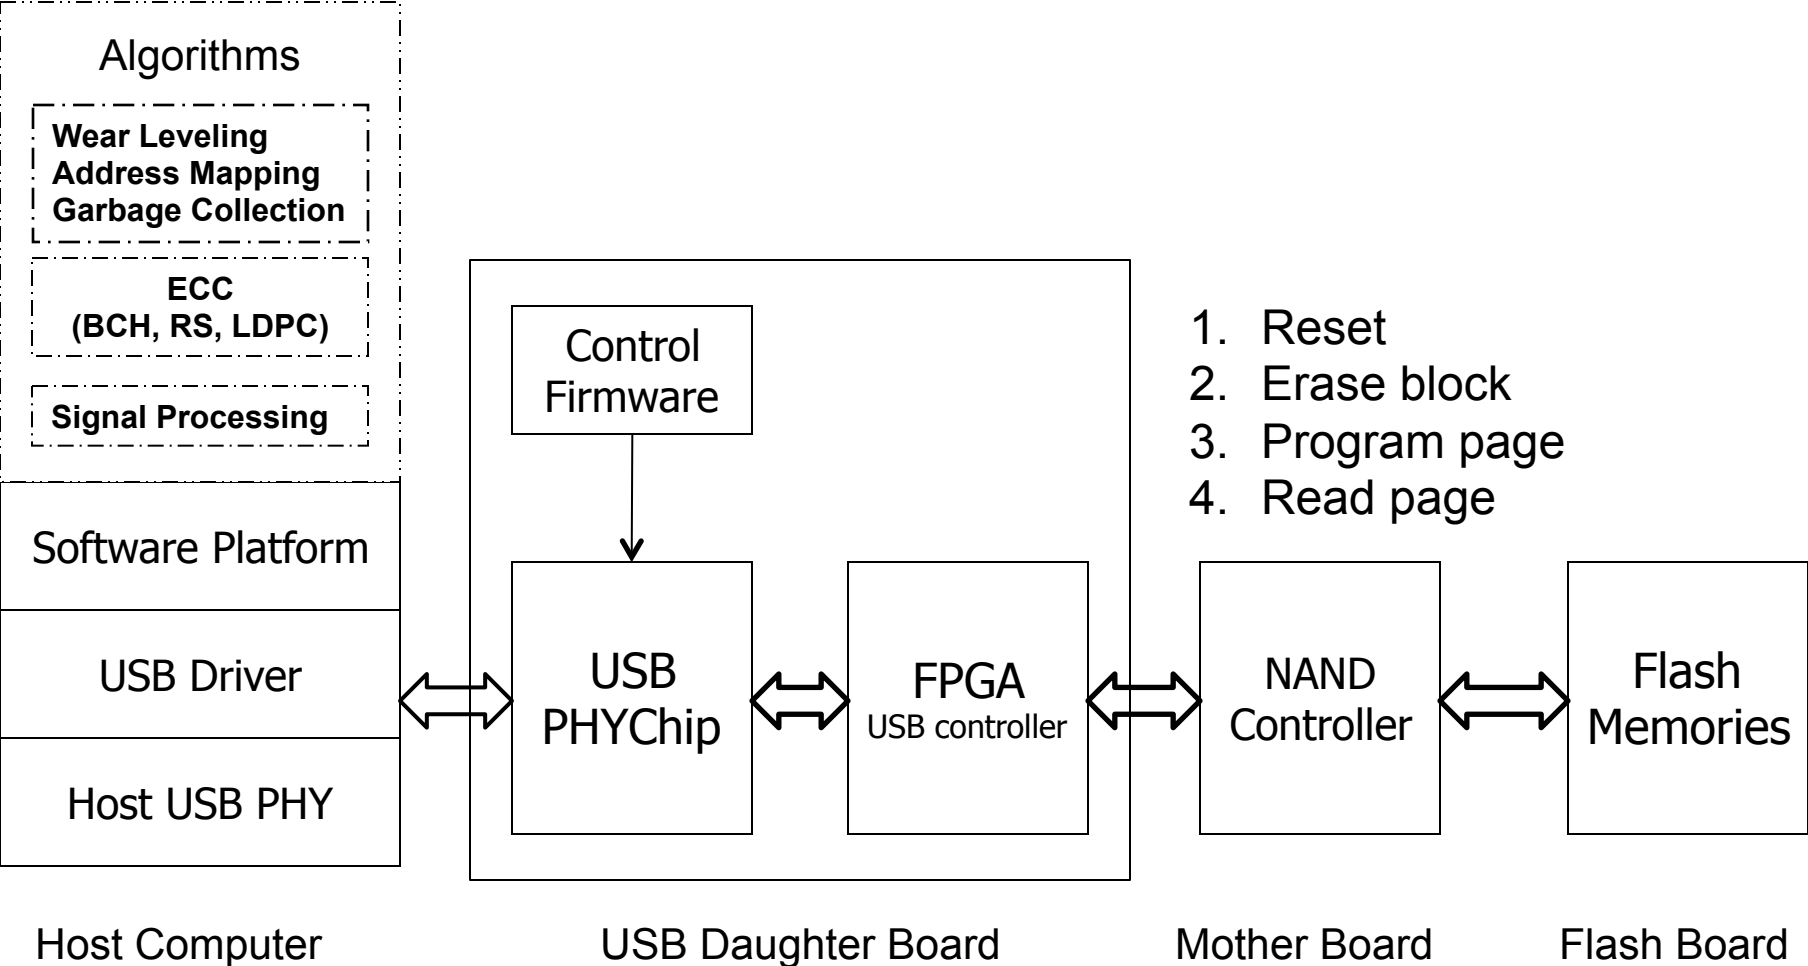 Algorithms
Wear Leveling
Address Mapping
Garbage Collection
ECC
(BCH, RS, LDPC)
Signal Processing
Software Platform
USB Driver
Host USB PHY
Host Computer
Control
Firmware
USB
PHYChip
FPGA
USB controller
USB Daughter Board
1. Reset
2. Erase block
3. Program page
4. Read page
NAND
Controller
Mother Board
Flash
Memories
Flash Board